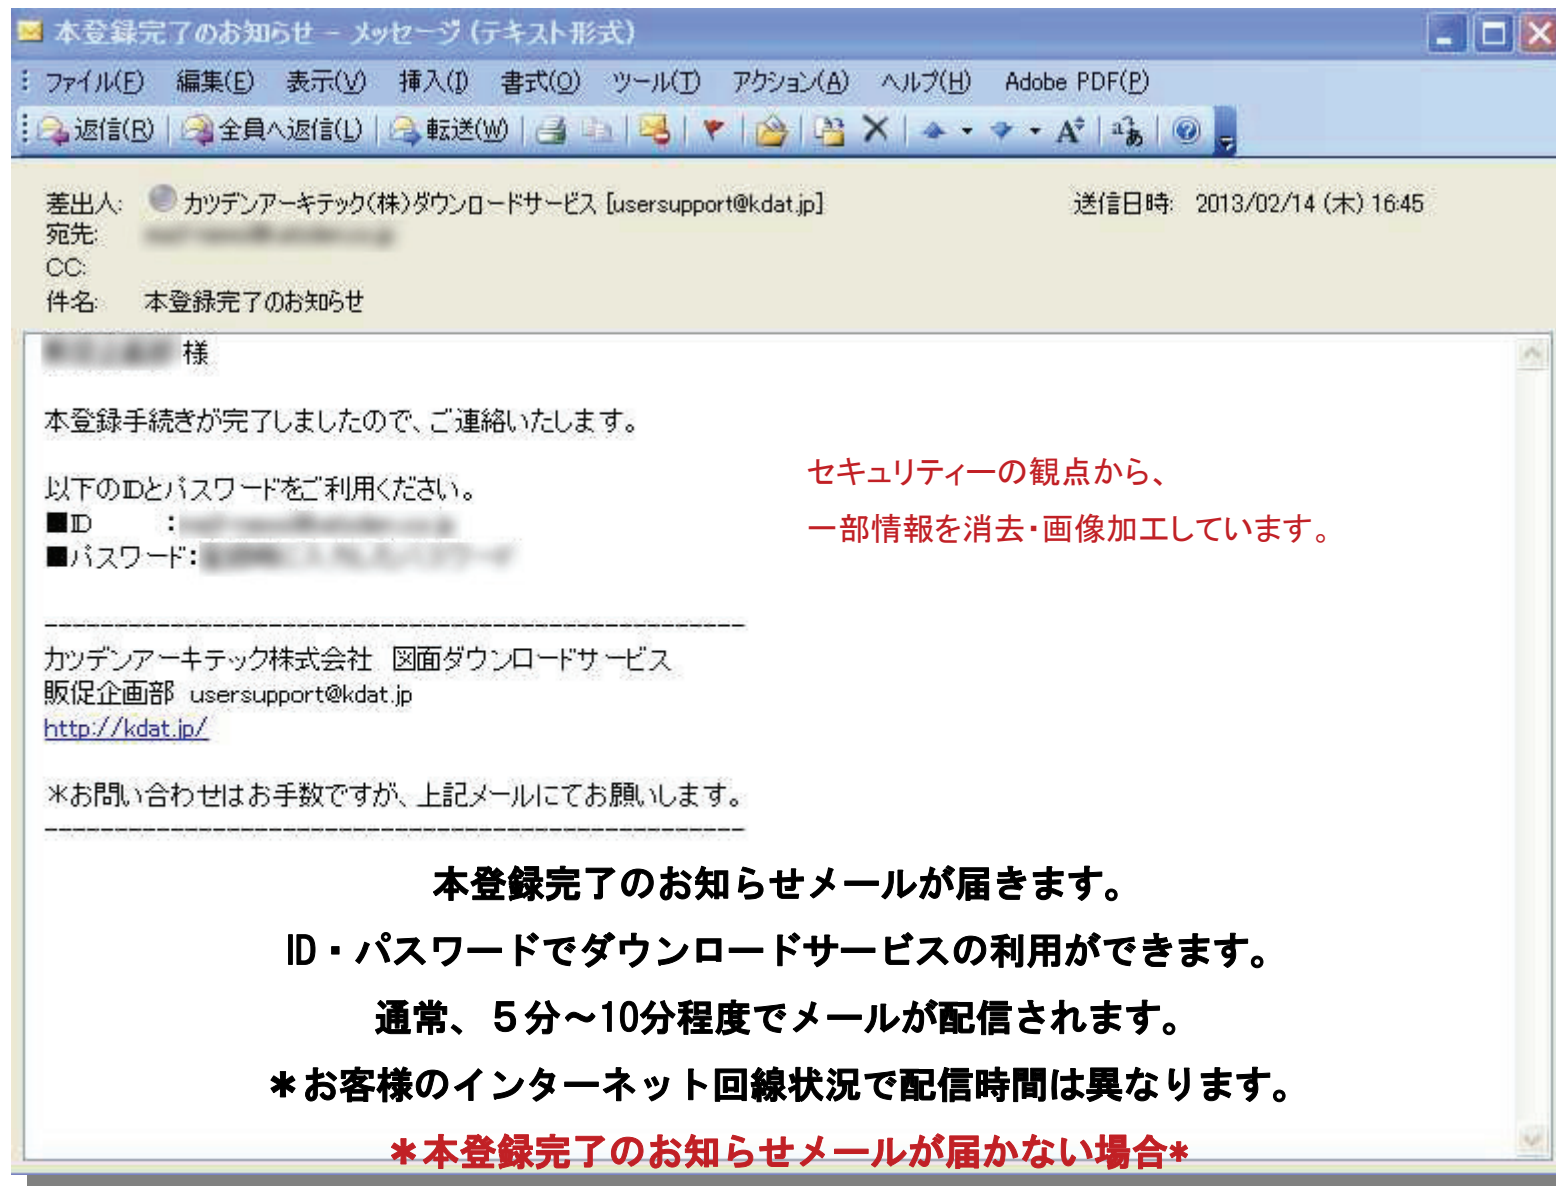 本登録完了のお知らせ - メッセージ (テキスト形式)
ファイル(F) 編集(E) 表示(V) 挿入(I) 書式(O) ツール(T) アクション(A) ヘルプ(H) Adobe PDF(P)
返信(R) 全員へ返信(L) 転送(W)
差出人: カツデンアーキテック(株)ダウンロードサービス [usersupport@kdat.jp] 送信日時: 2013/02/14 (木) 16:45
宛先:
CC:
件名: 本登録完了のお知らせ
様
本登録手続きが完了しましたので、ご連絡いたします。
以下のIDとパスワードをご利用ください。
■ID :
■パスワード:
セキュリティーの観点から、
一部情報を消去・画像加工しています。
--------------------------------------------------
カツデンアーキテック株式会社 図面ダウンロードサービス
販促企画部 usersupport@kdat.jp
http://kdat.jp/
*お問い合わせはお手数ですが、上記メールにてお願いします。
--------------------------------------------------
本登録完了のお知らせメールが届きます。
ID・パスワードでダウンロードサービスの利用ができます。
通常、5分～10分程度でメールが配信されます。
*お客様のインターネット回線状況で配信時間は異なります。
*本登録完了のお知らせメールが届かない場合*